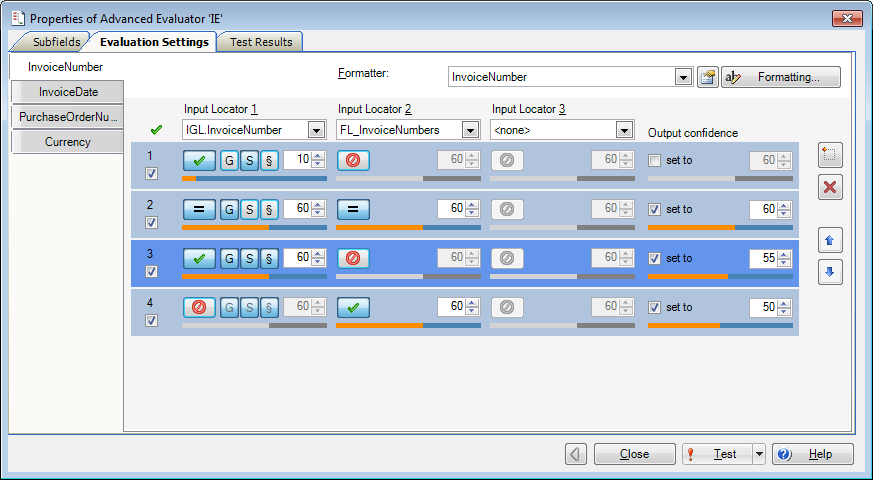 Properties of Advanced Evaluator 'IE'
Subfields Evaluation Settings Test Results
InvoiceNumber
InvoiceDate
PurchaseOrderNu ...
Currency
Formatter: InvoiceNumber Formatting...
Input Locator 1 Input Locator 2 Input Locator 3
IGL.InvoiceNumber FL_InvoiceNumbers <none> Output confidence
1 G S § 10 60 60 set to 60
2 = G S § 60 = 60 60 set to 60
3 G S § 60 60 60 set to 55
4 G S § 60 60 60 set to 50
Close ! Test ? Help